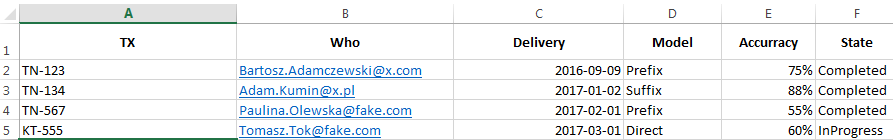 A B C D E F
1 TX Who Delivery Model Accurracy State
2 TN-123 Bartosz.Adamczewski@x.com 2016-09-09 Prefix 75% Completed
3 TN-134 Adam.Kumin@x.pl 2017-01-02 Suffix 88% Completed
4 TN-567 Paulina.Olewska@fake.com 2017-02-01 Prefix 55% Completed
5 KT-555 Tomasz.Tok@fake.com 2017-03-01 Direct 60% InProgress